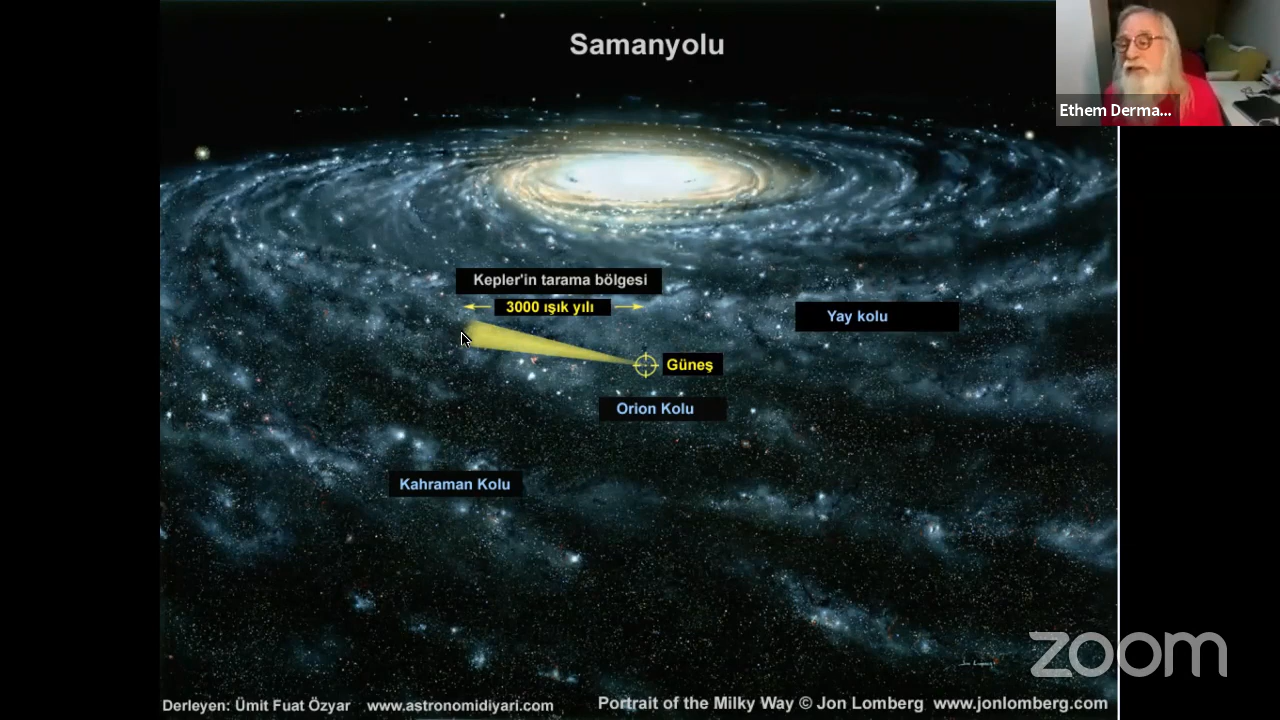 Samanyolu
Ethem Derma...
Kepler'in tarama bölgesi
3000 ışık yılı
Yay kolu
Güneş
Orion Kolu
Kahraman Kolu
zoom
Derleyen: Ümit Fuat Özyar www.astronomidiyari.com
Portrait of the Milky Way © Jon Lomberg www.jonlomberg.com